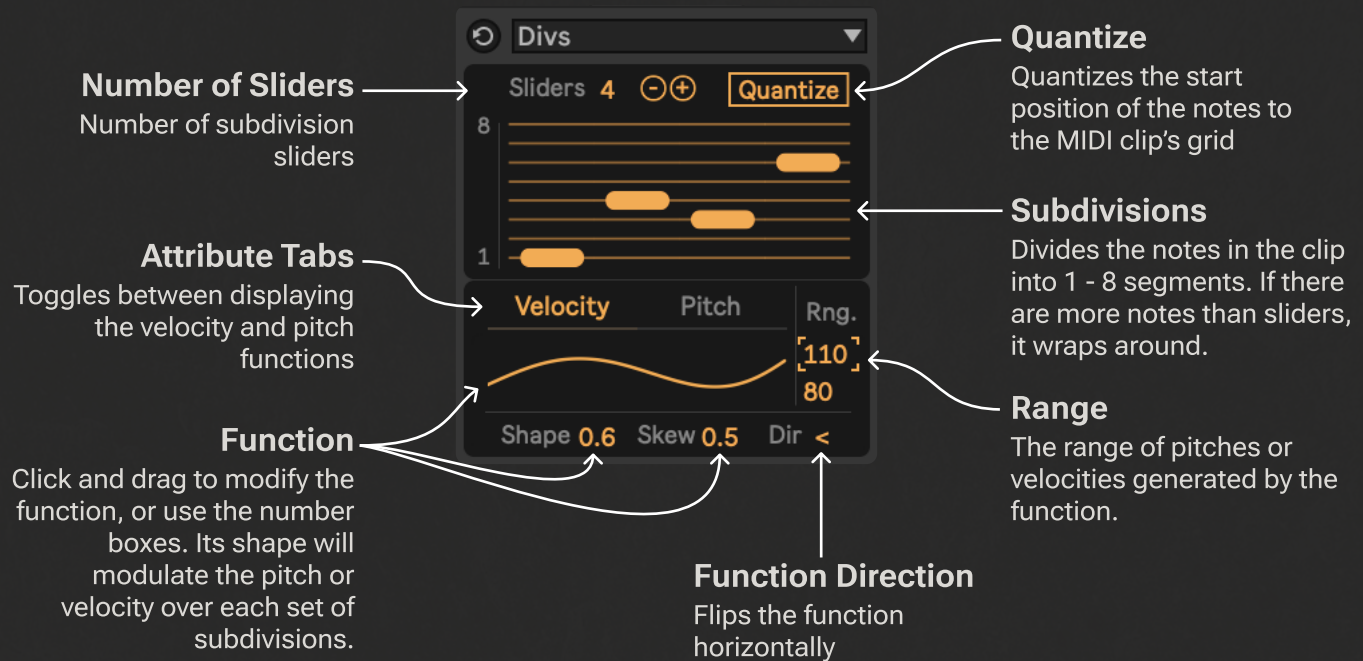 Divs
Sliders 4 - + Quantize
8
1
Velocity Pitch Rng.
110
80
Shape 0.6 Skew 0.5 Dir <
Number of Sliders
Number of subdivision
sliders
Attribute Tabs
Toggles between displaying
the velocity and pitch
functions
Function
Click and drag to modify the
function, or use the number
boxes. Its shape will
modulate the pitch or
velocity over each set of
subdivisions.
Quantize
Quantizes the start
position of the notes to
the MIDI clip's grid
Subdivisions
Divides the notes in the clip
into 1 - 8 segments. If there
are more notes than sliders,
it wraps around.
Range
The range of pitches or
velocities generated by the
function.
Function Direction
Flips the function
horizontally